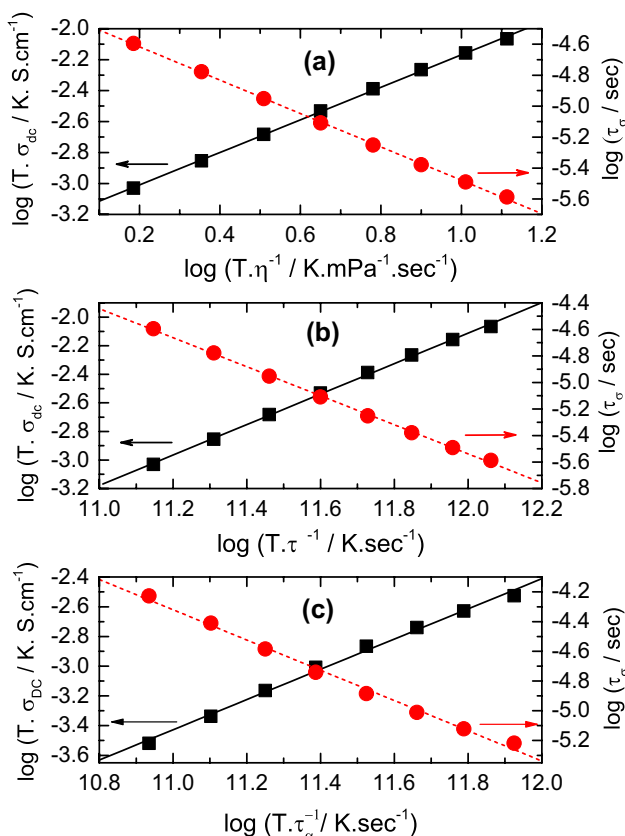 (a)
log (T. σ_dc / K. S.cm⁻¹)
-2.0
-2.2
-2.4
-2.6
-2.8
-3.0
-3.2
-4.6
-4.8
-5.0
-5.2
-5.4
-5.6
log (τ_σ / sec)
0.2 0.4 0.6 0.8 1.0 1.2
log (T.η⁻¹ / K.mPa⁻¹.sec⁻¹)
(b)
log (T. σ_dc / K. S.cm⁻¹)
-2.0
-2.2
-2.4
-2.6
-2.8
-3.0
-3.2
-4.4
-4.6
-4.8
-5.0
-5.2
-5.4
-5.6
-5.8
log (τ_σ / sec)
11.0 11.2 11.4 11.6 11.8 12.0 12.2
log (T.τ ⁻¹ / K.sec⁻¹)
(c)
log (T. σ_DC / K. S.cm⁻¹)
-2.4
-2.6
-2.8
-3.0
-3.2
-3.4
-3.6
-4.2
-4.4
-4.6
-4.8
-5.0
-5.2
log (τ_σ / sec)
10.8 11.0 11.2 11.4 11.6 11.8 12.0
log (T.τ_α⁻¹/ K.sec⁻¹)